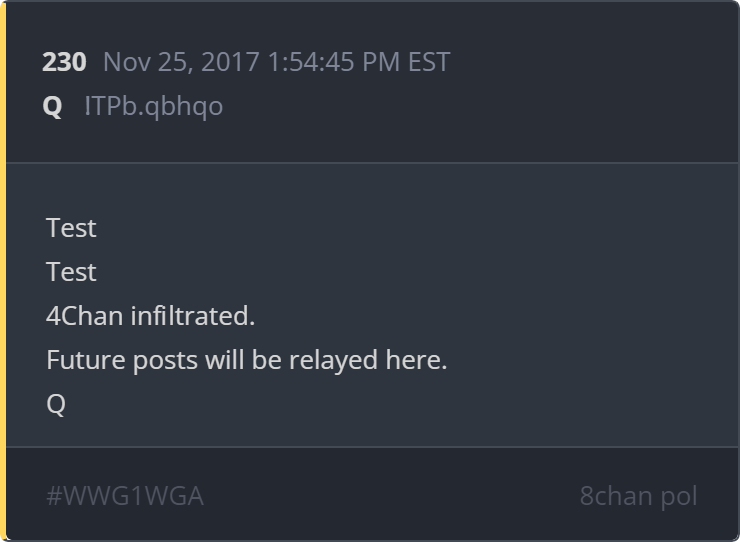 230 Nov 25, 2017 1:54:45 PM EST
Q !TPb.qbhqo
Test
Test
4Chan infiltrated.
Future posts will be relayed here.
Q
#WWG1WGA 8chan pol